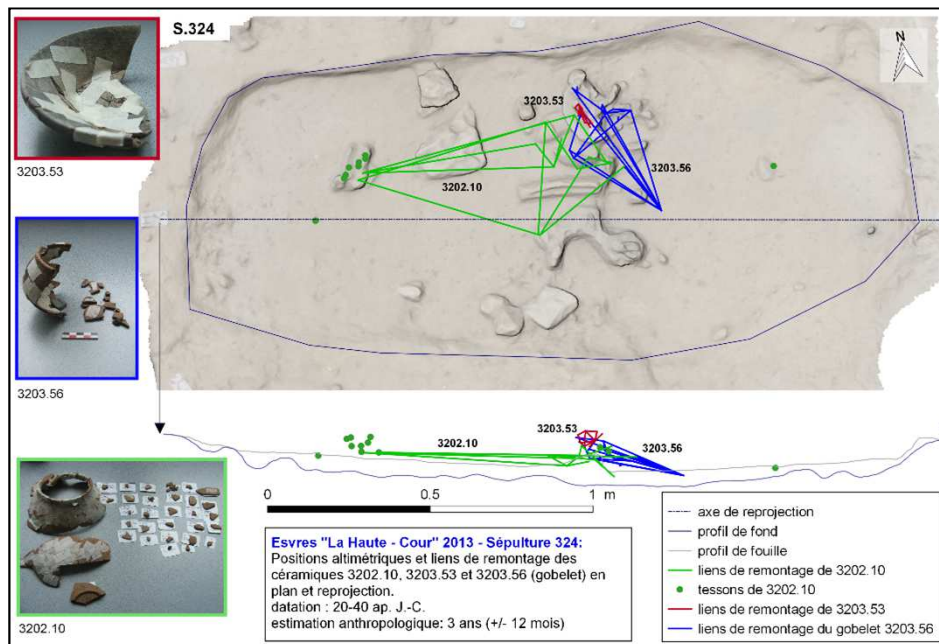 S.324
N
3203.53
3203.53
3203.56
3202.10
3203.56
3203.53
3202.10
3203.56
3202.10
0
0.5
1 m
Esvres "La Haute - Cour" 2013 - Sépulture 324:
Positions altimétriques et liens de remontage des
céramiques 3202.10, 3203.53 et 3203.56 (gobelet) en
plan et reprojection.
datation : 20-40 ap. J.-C.
estimation anthropologique: 3 ans (+/- 12 mois)
axe de reprojection
profil de fond
profil de fouille
liens de remontage de 3202.10
tessons de 3202.10
liens de remontage de 3203.53
liens de remontage du gobelet 3203.56